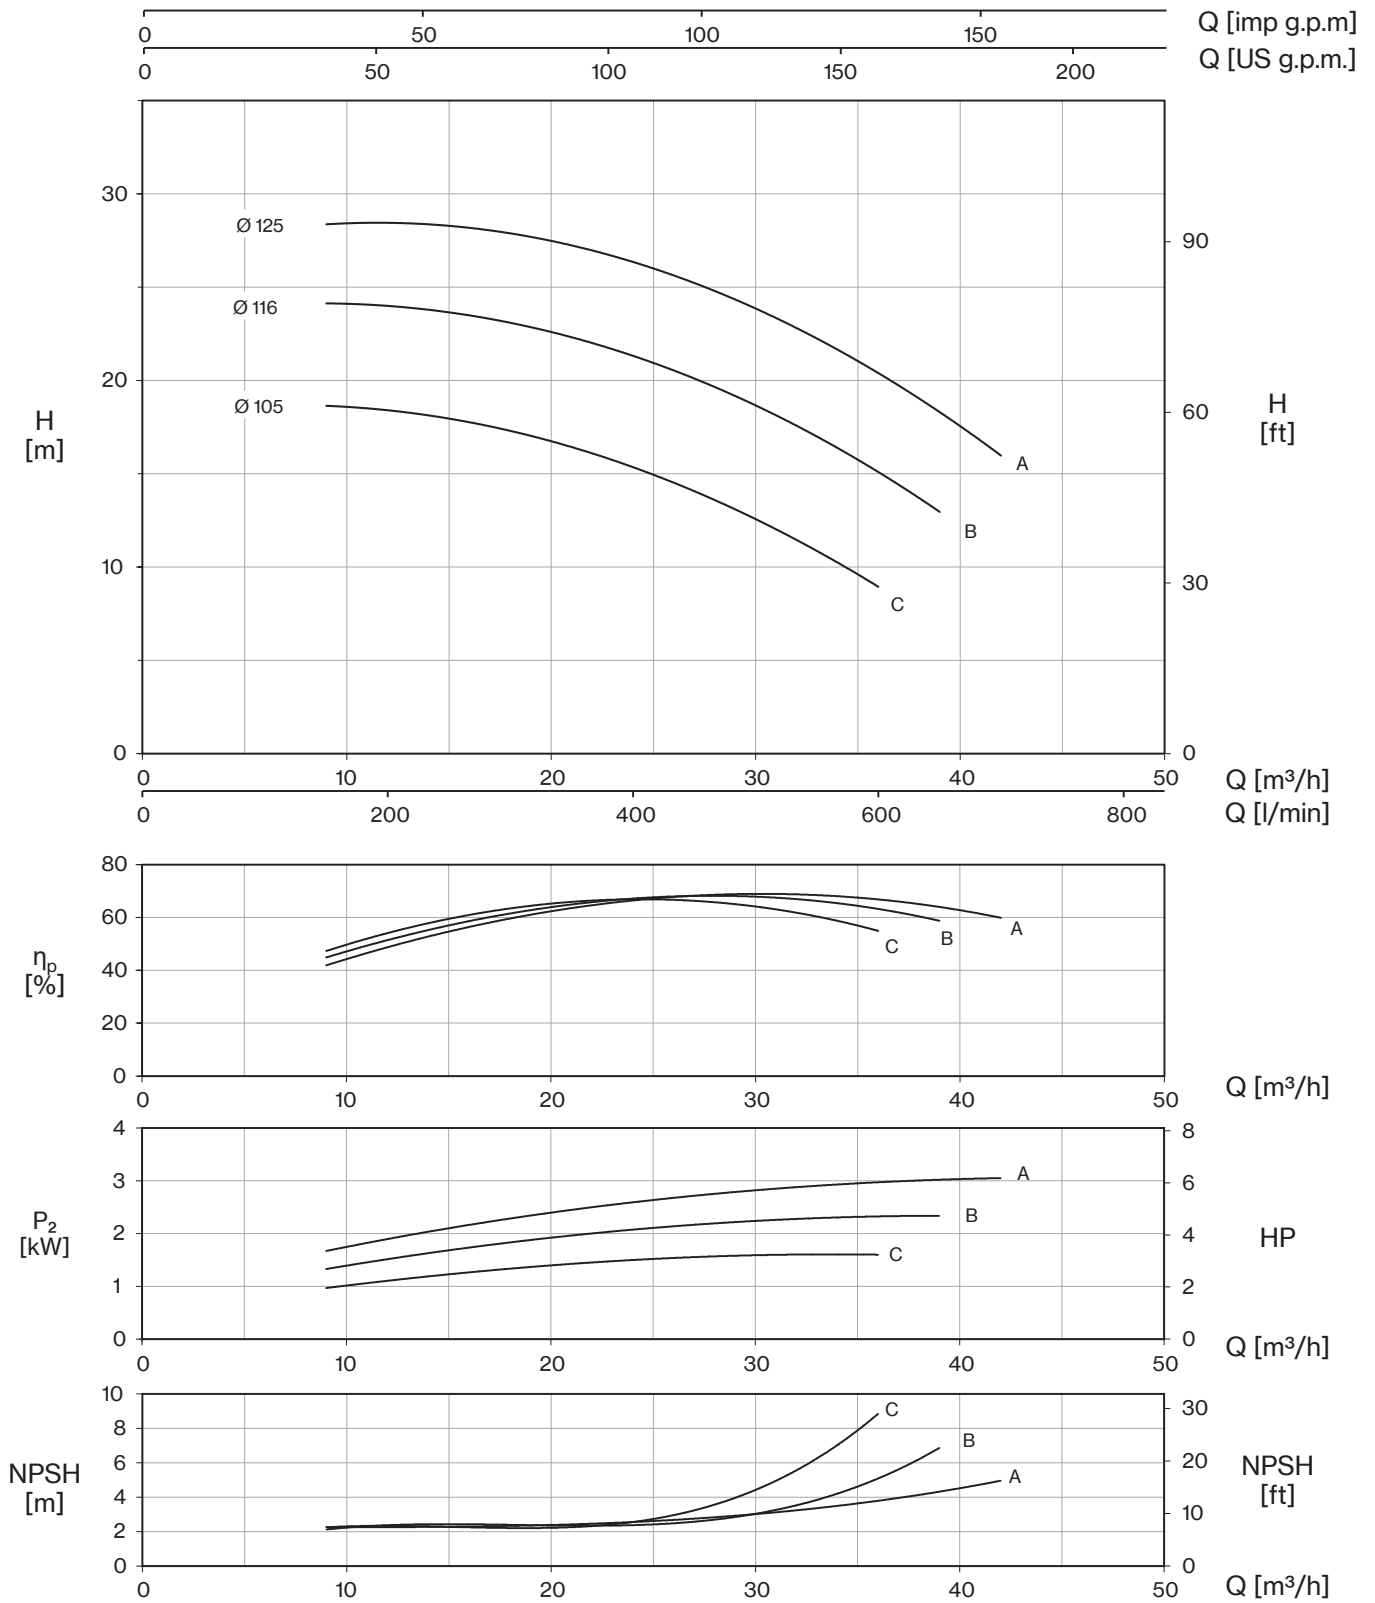 0 50 100 150 Q [imp g.p.m]
0 50 100 150 200 Q [US g.p.m.]
30
Ø 125
90
Ø 116
20
Ø 105
60
H
[m]
H
[ft]
A
B
10
30
C
0 0
0 10 20 30 40 50 Q [m³/h]
0 200 400 600 800 Q [l/min]
80
60
A
B
C
ηp
[%]
40
20
0
0 10 20 30 40 50 Q [m³/h]
4 8
3 A 6
P₂
[kW]
B
2 4
HP
C
1 2
0 0
0 10 20 30 40 50 Q [m³/h]
10
C 30
8
B
6 20
NPSH
[m]
A
NPSH
[ft]
4
10
2
0 0
0 10 20 30 40 50 Q [m³/h]